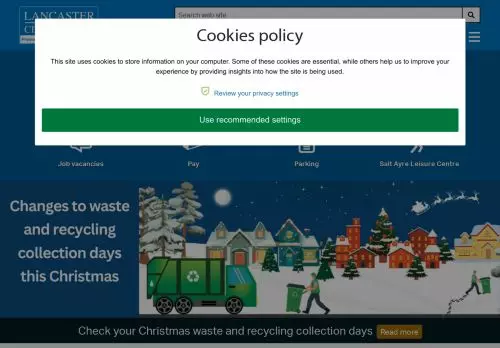 LANCASTER
Search web site
Cookies policy
This site uses cookies to store information on your computer. Some of these cookies are essential, while others help us to improve your
experience by providing insights into how the site is being used.
Review your privacy settings
Use recommended settings
Job vacancies
Pay
Parking
Salt Ayre Leisure Centre
Changes to waste
and recycling
collection days
this Christmas
Check your Christmas waste and recycling collection days
Read more